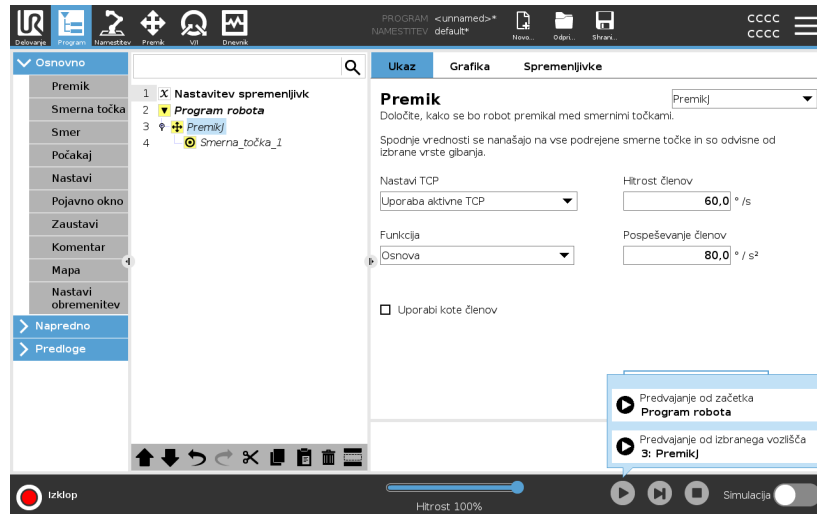 UR
Delovanje
Program
Namestitev
Premik
V/I
Dnevnik
PROGRAM <unnamed>*
NAMESTITEV default*
Novo...
Odpri...
Shrani...
cccc
cccc
Osnovno
Premik
Smerna točka
Smer
Počakaj
Nastavi
Pojavno okno
Zaustavi
Komentar
Mapa
Nastavi
obremenitev
Napredno
Predloge
1 X Nastavitev spremenljivk
2 Program robota
3 PremikJ
4 Smerna_točka_1
Ukaz Grafika Spremenljivke
Premik
PremikJ
Določite, kako se bo robot premikal med smernimi točkami.
Spodnje vrednosti se nanašajo na vse podrejene smerne točke in so odvisne od
izbrane vrste gibanja.
Nastavi TCP
Hitrost členov
Uporaba aktivne TCP
60,0 ° /s
Funkcija
Pospeševanje členov
Osnova
80,0 ° / s²
Uporabi kote členov
Predvajanje od začetka
Program robota
Predvajanje od izbranega vozlišča
3: PremikJ
Izklop
Hitrost 100%
Simulacija